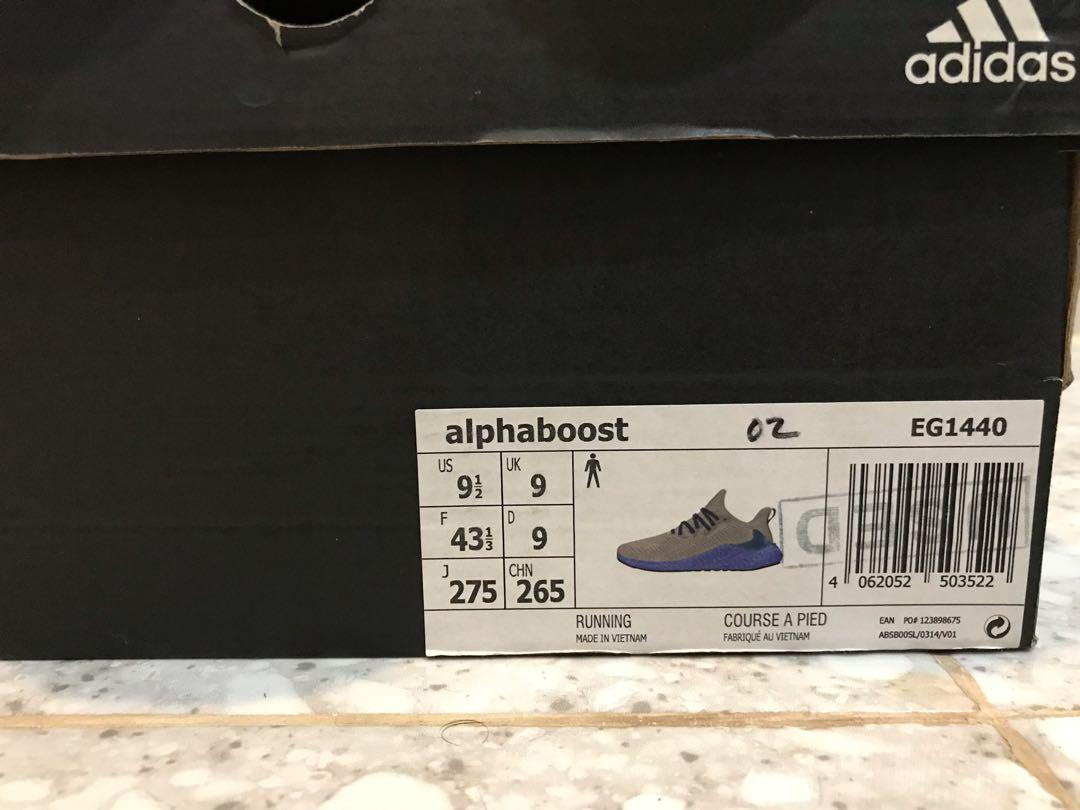 adidas
alphaboost 02 EG1440
US 9½ UK 9
F 43⅓ D 9
J 275 CHN 265
4 062052 503522
RUNNING COURSE A PIED EAN PO# 123898675
MADE IN VIETNAM FABRIQUÉ AU VIETNAM ABSB00SL/0314/V01